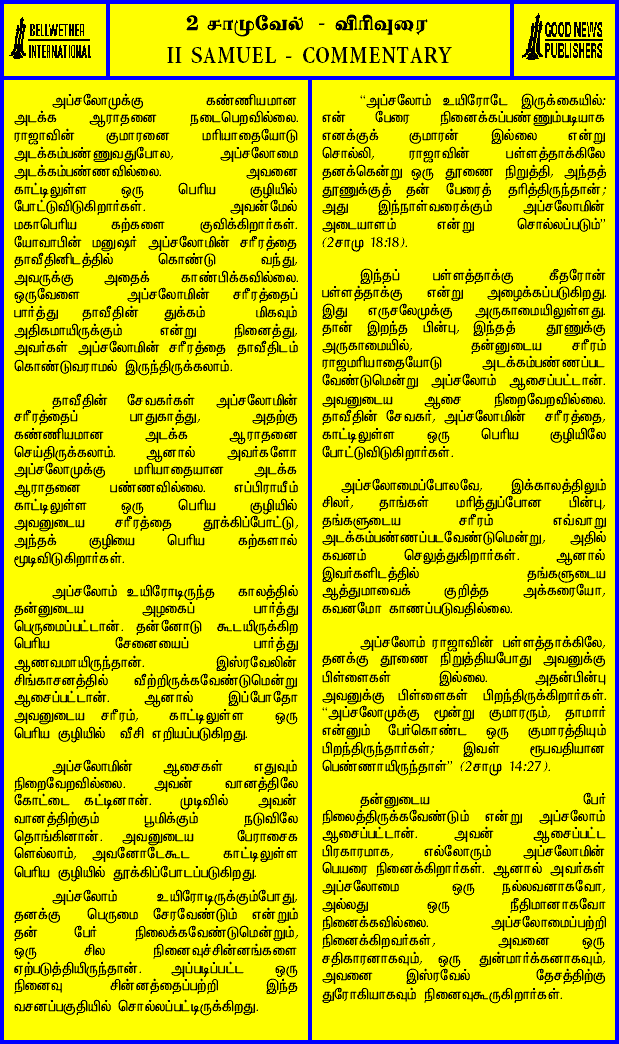 BELLWETHER
INTERNATIONAL
2 சாமுவேல் - விரிவுரை
II SAMUEL - COMMENTARY
GOOD NEWS
PUBLISHERS
அப்சலோமுக்கு கண்ணியமான
அடக்க ஆராதனை நடைபெறவில்லை.
ராஜாவின் குமாரனை மரியாதையோடு
அடக்கம்பண்ணுவதுபோல, அப்சலோமை
அடக்கம்பண்ணவில்லை. அவனை
காட்டிலுள்ள ஒரு பெரிய குழியில்
போட்டுவிடுகிறார்கள். அவன்மேல்
மகாபெரிய கற்களை குவிக்கிறார்கள்.
யோவாபின் மனுஷர் அப்சலோமின் சரீரத்தை
தாவீதினிடத்தில் கொண்டு வந்து,
அவருக்கு அதைக் காண்பிக்கவில்லை.
ஒருவேளை அப்சலோமின் சரீரத்தைப்
பார்த்து தாவீதின் துக்கம் மிகவும்
அதிகமாயிருக்கும் என்று நினைத்து,
அவர்கள் அப்சலோமின் சரீரத்தை தாவீதிடம்
கொண்டுவராமல் இருந்திருக்கலாம்.
தாவீதின் சேவகர்கள் அப்சலோமின்
சரீரத்தைப் பாதுகாத்து, அதற்கு
கண்ணியமான அடக்க ஆராதனை
செய்திருக்கலாம். ஆனால் அவர்களோ
அப்சலோமுக்கு மரியாதையான அடக்க
ஆராதனை பண்ணவில்லை. எப்பிராயீம்
காட்டிலுள்ள ஒரு பெரிய குழியில்
அவனுடைய சரீரத்தை தூக்கிப்போட்டு,
அந்தக் குழியை பெரிய கற்களால்
மூடிவிடுகிறார்கள்.
அப்சலோம் உயிரோடிருந்த காலத்தில்
தன்னுடைய அழகைப் பார்த்து
பெருமைப்பட்டான். தன்னோடு கூடயிருக்கிற
பெரிய சேனையைப் பார்த்து
ஆணவமாயிருந்தான். இஸ்ரவேலின்
சிங்காசனத்தில் வீற்றிருக்கவேண்டுமென்று
ஆசைப்பட்டான். ஆனால் இப்போதோ
அவனுடைய சரீரம், காட்டிலுள்ள ஒரு
பெரிய குழியில் வீசி எறியப்படுகிறது.
அப்சலோமின் ஆசைகள் எதுவும்
நிறைவேறவில்லை. அவன் வானத்திலே
கோட்டை கட்டினான். முடிவில் அவன்
வானத்திற்கும் பூமிக்கும் நடுவிலே
தொங்கினான். அவனுடைய பேராசைக
ளெல்லாம், அவனோடேகூட காட்டிலுள்ள
பெரிய குழியில் தூக்கிப்போடப்படுகிறது.
அப்சலோம் உயிரோடிருக்கும்போது,
தனக்கு பெருமை சேரவேண்டும் என்றும்
தன் பேர் நிலைக்கவேண்டுமென்றும்,
ஒரு சில நினைவுச்சின்னங்களை
ஏற்படுத்தியிருந்தான். அப்படிப்பட்ட ஒரு
நினைவு சின்னத்தைப்பற்றி இந்த
வசனப்பகுதியில் சொல்லப்பட்டிருக்கிறது.
“அப்சலோம் உயிரோடே இருக்கையில்:
என் பேரை நினைக்கப்பண்ணும்படியாக
எனக்குக் குமாரன் இல்லை என்று
சொல்லி, ராஜாவின் பள்ளத்தாக்கிலே
தனக்கென்று ஒரு தூணை நிறுத்தி, அந்தத்
தூணுக்குத் தன் பேரைத் தரித்திருந்தான்;
அது இந்நாள்வரைக்கும் அப்சலோமின்
அடையாளம் என்று சொல்லப்படும்”
(2சாமு 18:18).
இந்தப் பள்ளத்தாக்கு கீதரோன்
பள்ளத்தாக்கு என்று அழைக்கப்படுகிறது.
இது எருசலேமுக்கு அருகாமையிலுள்ளது.
தான் இறந்த பின்பு, இந்தத் தூணுக்கு
அருகாமையில், தன்னுடைய சரீரம்
ராஜமரியாதையோடு அடக்கம்பண்ணப்பட
வேண்டுமென்று அப்சலோம் ஆசைப்பட்டான்.
அவனுடைய ஆசை நிறைவேறவில்லை.
தாவீதின் சேவகர், அப்சலோமின் சரீரத்தை,
காட்டிலுள்ள ஒரு பெரிய குழியிலே
போட்டுவிடுகிறார்கள்.
அப்சலோமைப்போலவே, இக்காலத்திலும்
சிலர், தாங்கள் மரித்துப்போன பின்பு,
தங்களுடைய சரீரம் எவ்வாறு
அடக்கம்பண்ணப்படவேண்டுமென்று, அதில்
கவனம் செலுத்துகிறார்கள். ஆனால்
இவர்களிடத்தில் தங்களுடைய
ஆத்துமாவைக் குறித்த அக்கரையோ,
கவனமோ காணப்படுவதில்லை.
அப்சலோம் ராஜாவின் பள்ளத்தாக்கிலே,
தனக்கு தூணை நிறுத்தியபோது அவனுக்கு
பிள்ளைகள் இல்லை. அதன்பின்பு
அவனுக்கு பிள்ளைகள் பிறந்திருக்கிறார்கள்.
“அப்சலோமுக்கு மூன்று குமாரரும், தாமார்
என்னும் பேர்கொண்ட ஒரு குமாரத்தியும்
பிறந்திருந்தார்கள்; இவள் ரூபவதியான
பெண்ணாயிருந்தாள்” (2சாமு 14:27).
தன்னுடைய பேர்
நிலைத்திருக்கவேண்டும் என்று அப்சலோம்
ஆசைப்பட்டான். அவன் ஆசைப்பட்ட
பிரகாரமாக, எல்லோரும் அப்சலோமின்
பெயரை நினைக்கிறார்கள். ஆனால் அவர்கள்
அப்சலோமை ஒரு நல்லவனாகவோ,
அல்லது ஒரு நீதிமானாகவோ
நினைக்கவில்லை. அப்சலோமைப்பற்றி
நினைக்கிறவர்கள், அவனை ஒரு
சதிகாரனாகவும், ஒரு துன்மார்க்கனாகவும்,
அவனை இஸ்ரவேல் தேசத்திற்கு
துரோகியாகவும் நினைவுகூருகிறார்கள்.